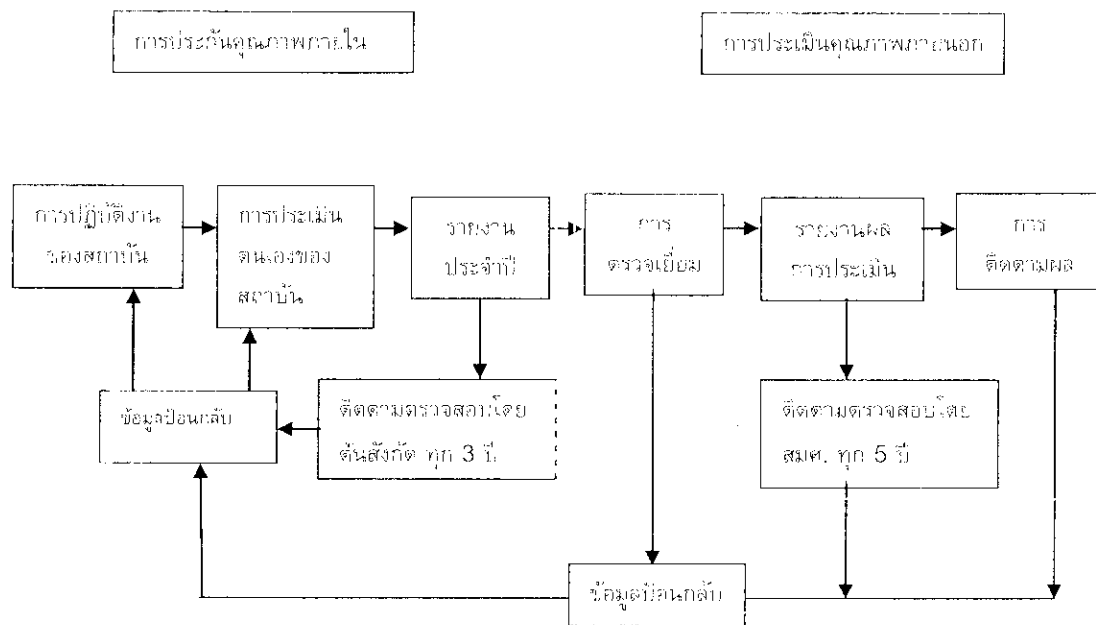 การประกันคุณภาพภายใน
การประเมินคุณภาพภายนอก
การปฏิบัติงาน
ของสถาบัน
การประเมิน
ตนเองของ
สถาบัน
รายงาน
ประจำปี
การ
ตรวจเยี่ยม
รายงานผล
การประเมิน
การ
ติดตามผล
ข้อมูลป้อนกลับ
ติดตามตรวจสอบโดย
ต้นสังกัด ทุก 3 ปี
ติดตามตรวจสอบโดย
สมศ. ทุก 5 ปี
ข้อมูลป้อนกลับ